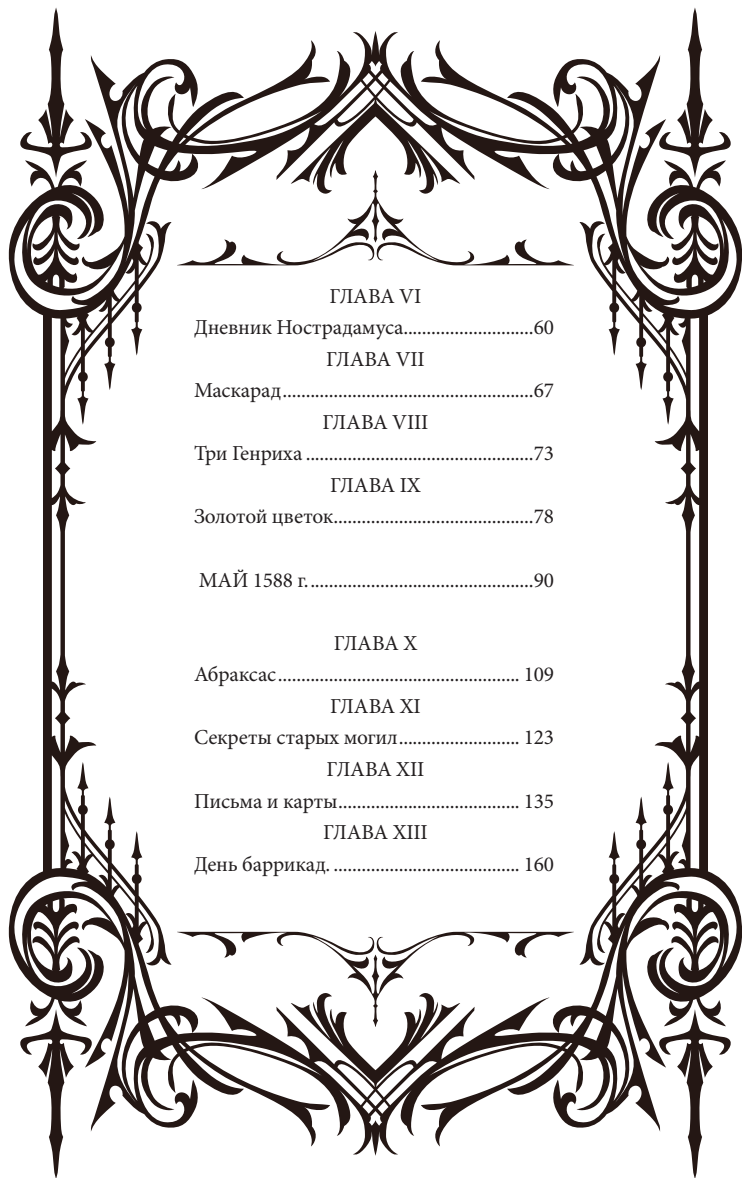 ГЛАВА VI
Дневник Нострадамуса............................60
ГЛАВА VII
Маскарад......................................................67
ГЛАВА VIII
Три Генриха .................................................73
ГЛАВА IX
Золотой цветок...........................................78
МАЙ 1588 г. ................................................90
ГЛАВА X
Абраксас.................................................... 109
ГЛАВА XI
Секреты старых могил.......................... 123
ГЛАВА XII
Письма и карты....................................... 135
ГЛАВА XIII
День баррикад. ........................................ 160